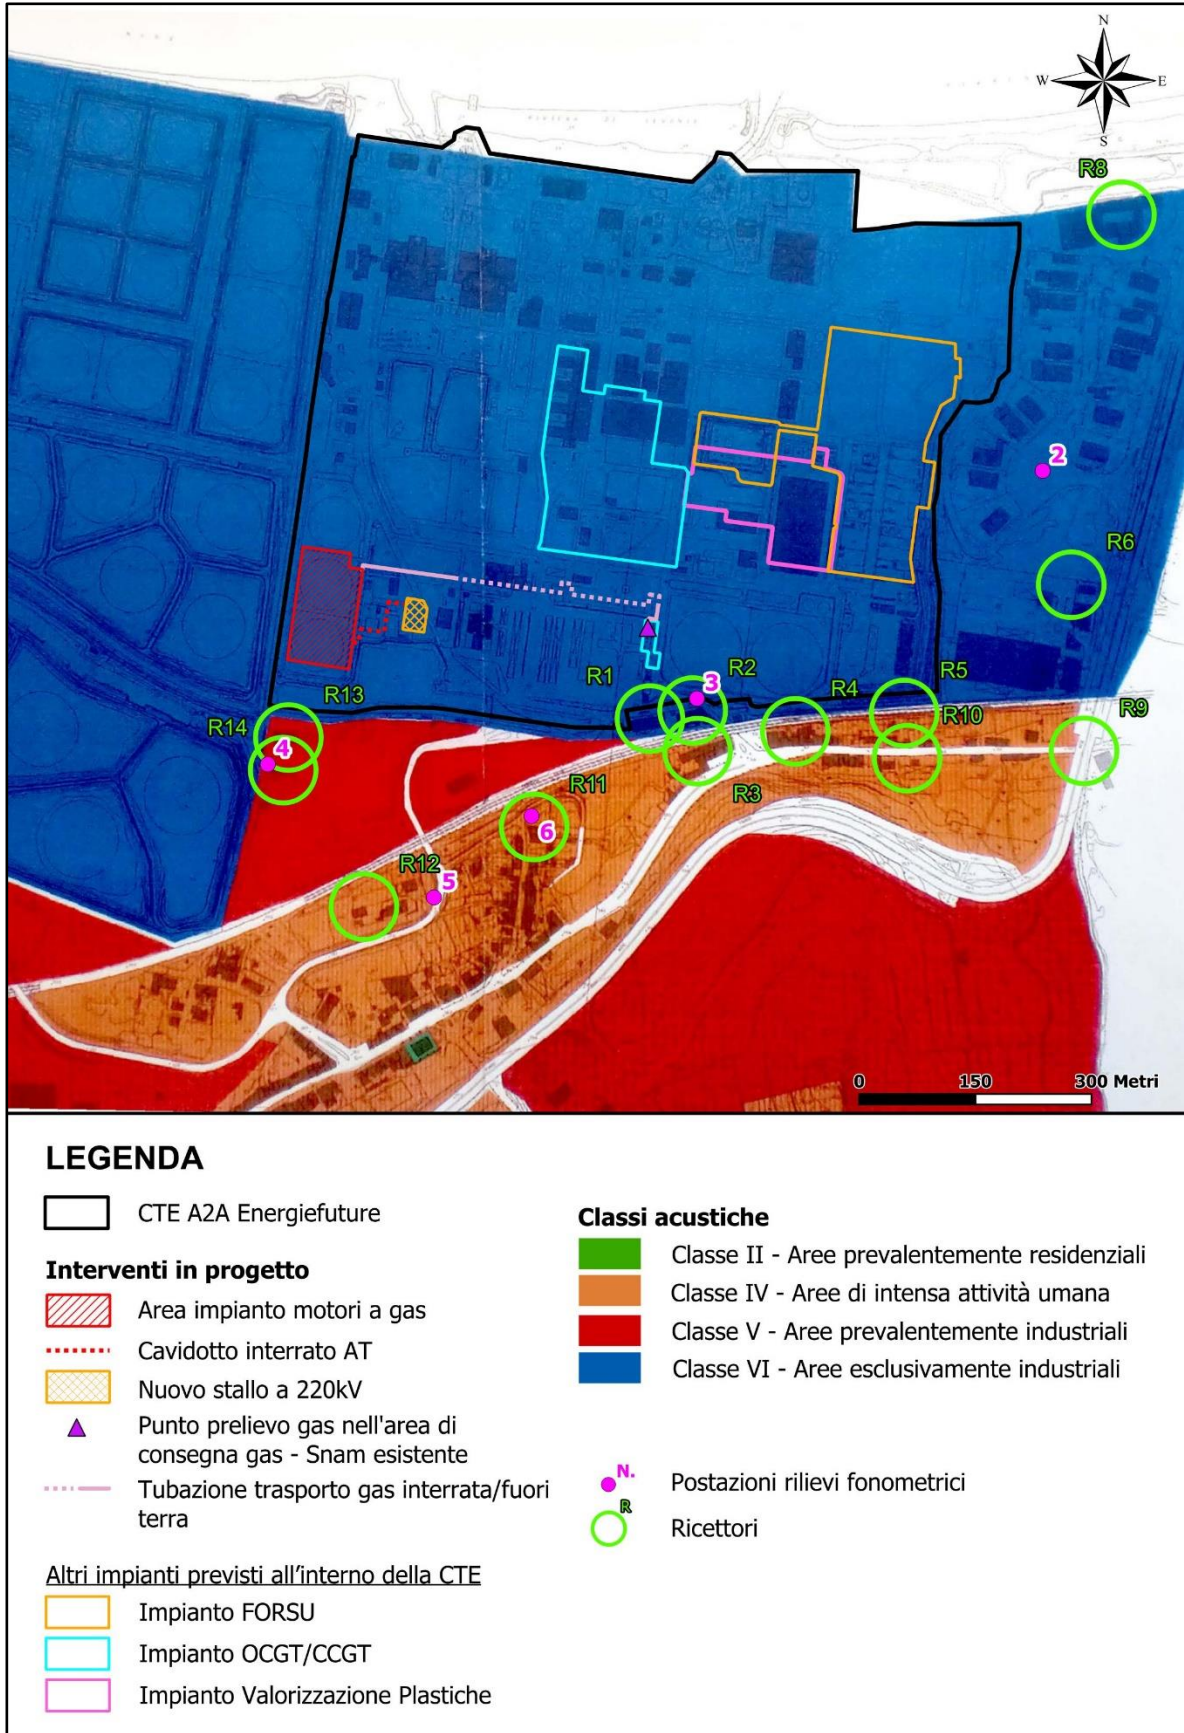 N
W
E
S
R8
2
R6
R1
R2
3
R4
R5
R13
R10
R9
R14
4
R3
R11
6
R12
5
0
150
300 Metri
LEGENDA
CTE A2A Energiefuture
Interventi in progetto
Area impianto motori a gas
Cavidotto interrato AT
Nuovo stallo a 220kV
Punto prelievo gas nell'area di
consegna gas - Snam esistente
Tubazione trasporto gas interrata/fuori
terra
Altri impianti previsti all'interno della CTE
Impianto FORSU
Impianto OCGT/CCGT
Impianto Valorizzazione Plastiche
Classi acustiche
Classe II - Aree prevalentemente residenziali
Classe IV - Aree di intensa attività umana
Classe V - Aree prevalentemente industriali
Classe VI - Aree esclusivamente industriali
N.
Postazioni rilievi fonometrici
R
Ricettori